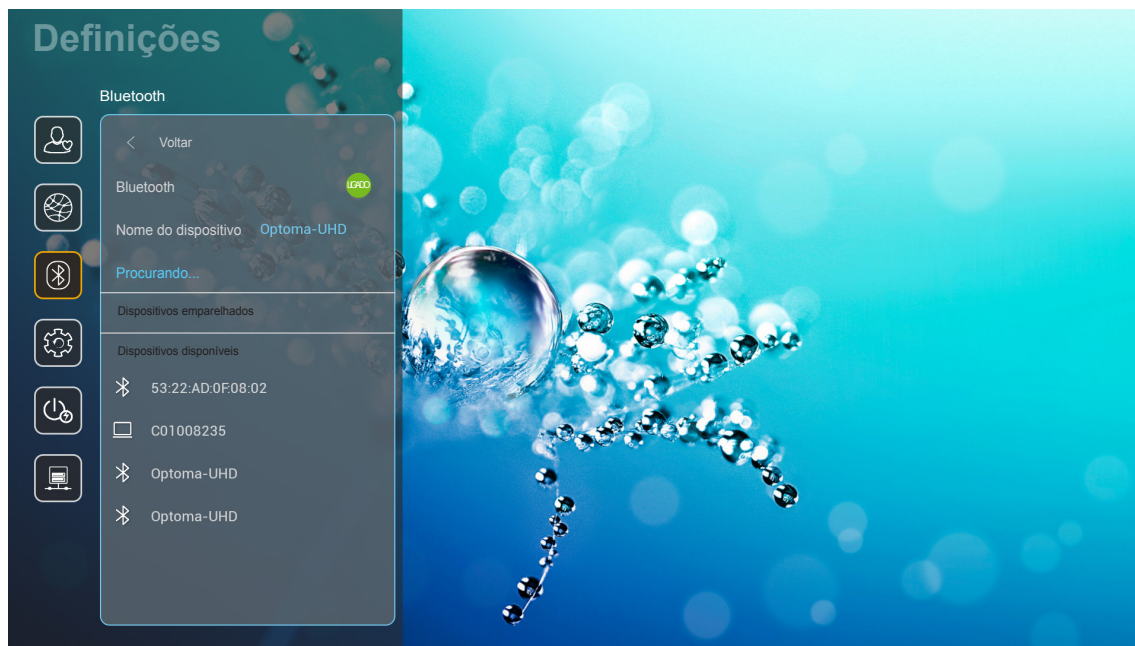 Definições
Bluetooth
Voltar
Bluetooth LIGADO
Nome do dispositivo Optoma-UHD
Procurando...
Dispositivos emparelhados
Dispositivos disponíveis
53:22:AD:0F:08:02
C01008235
Optoma-UHD
Optoma-UHD